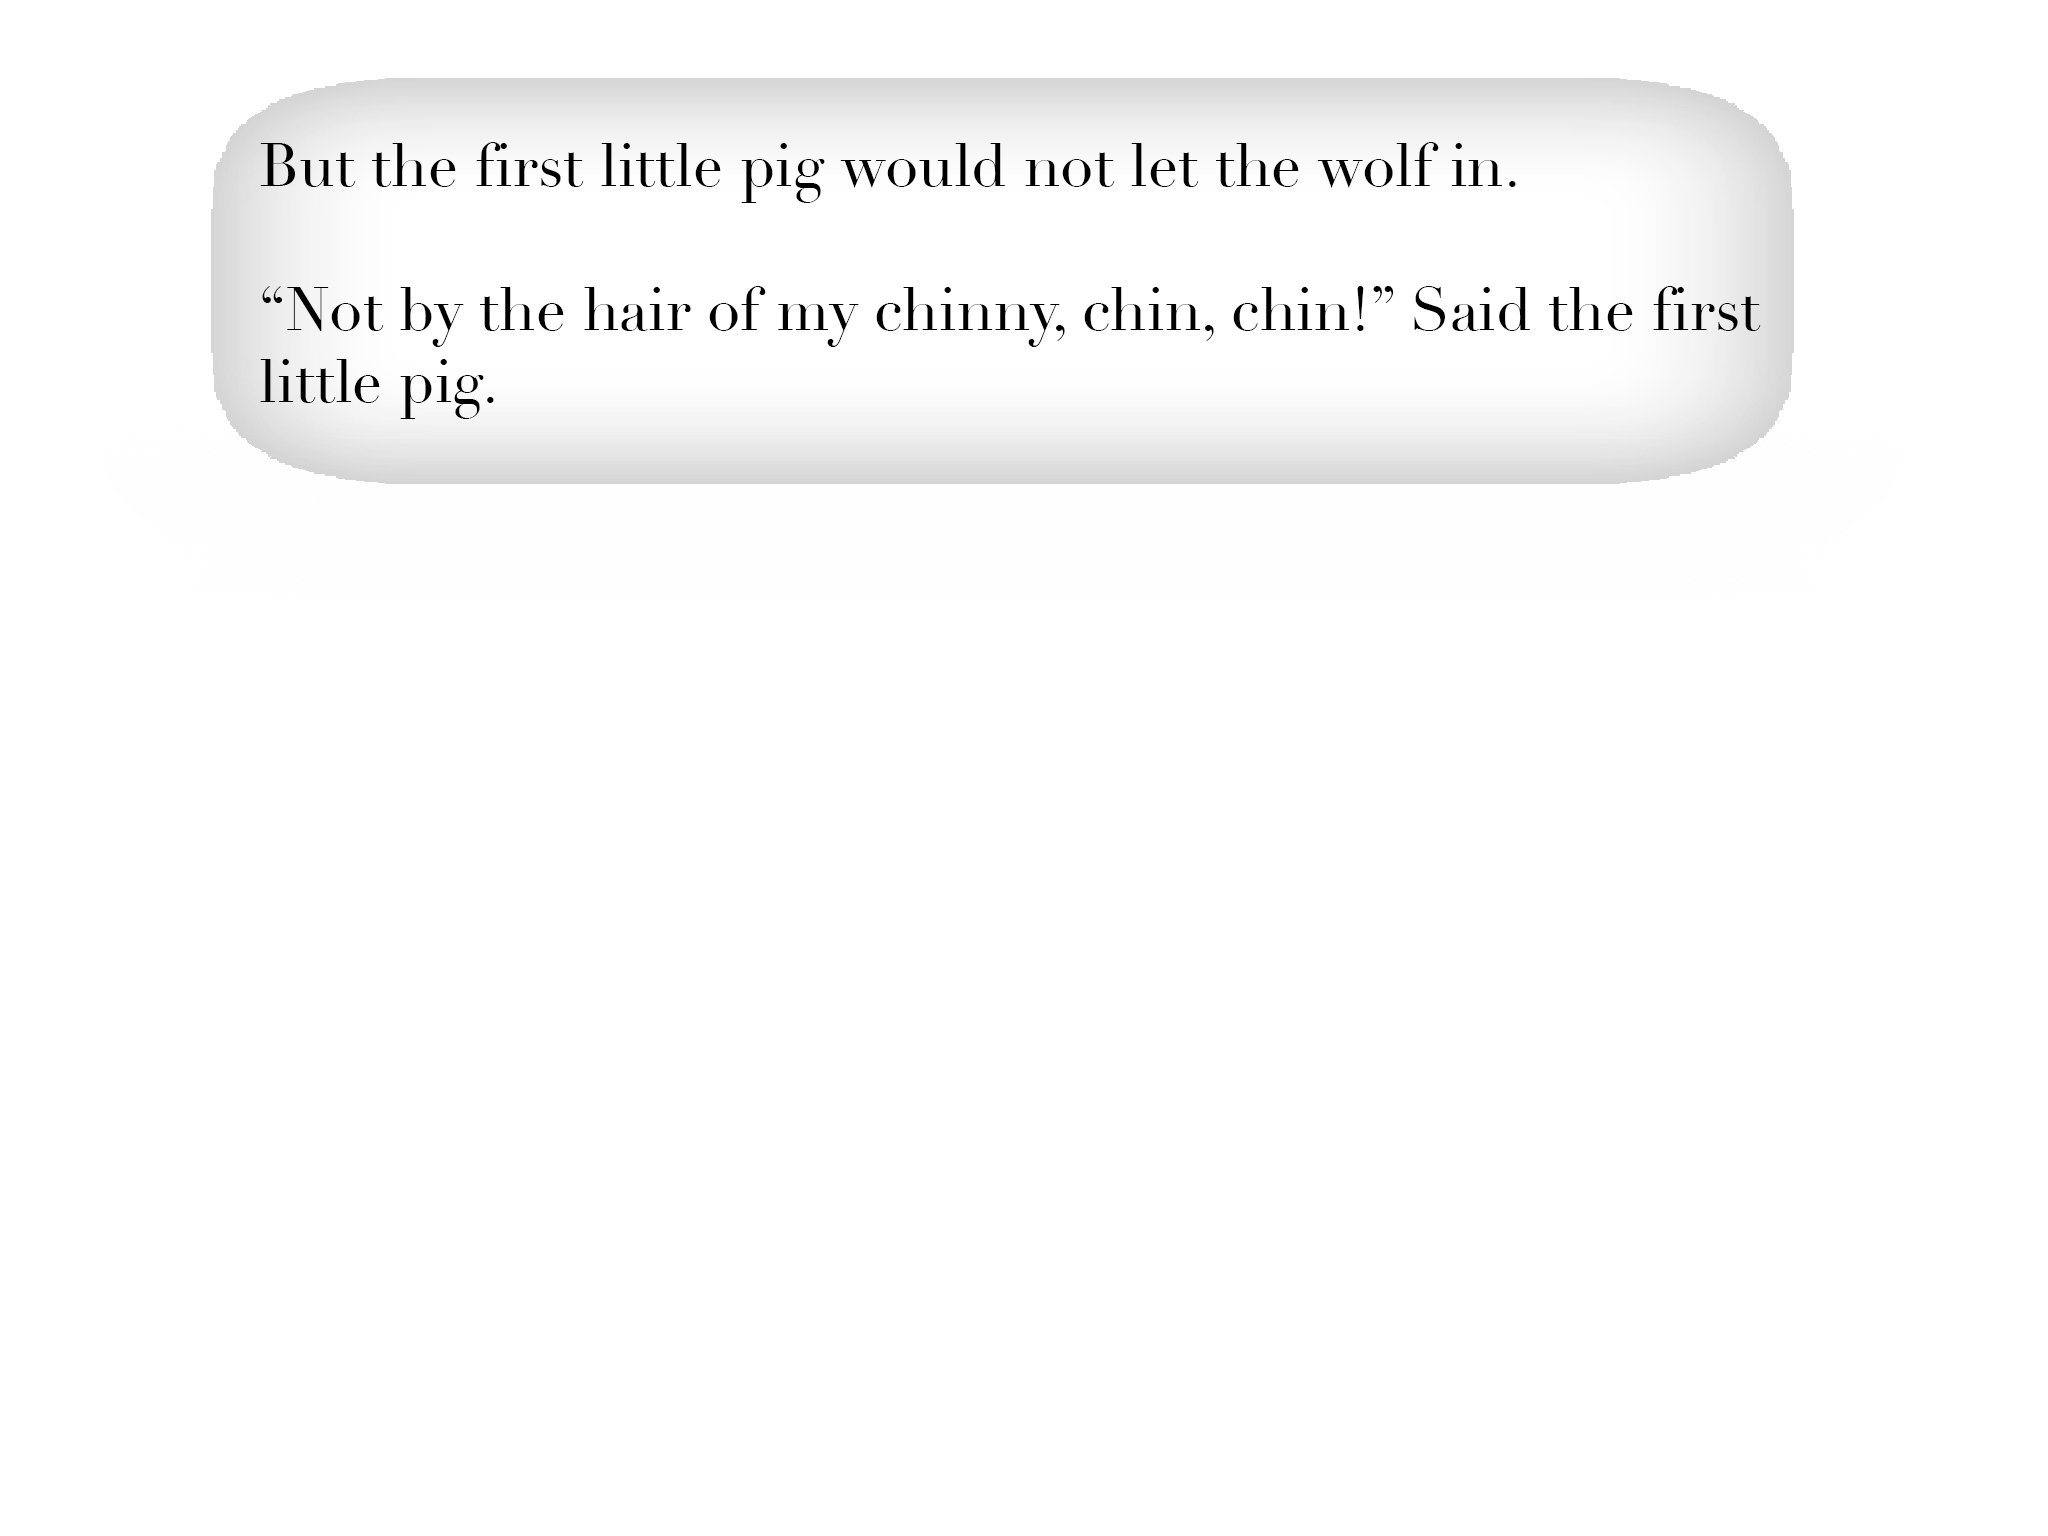 But the first little pig would not let the wolf in.
“Not by the hair of my chinny, chin, chin!” Said the first
little pig.